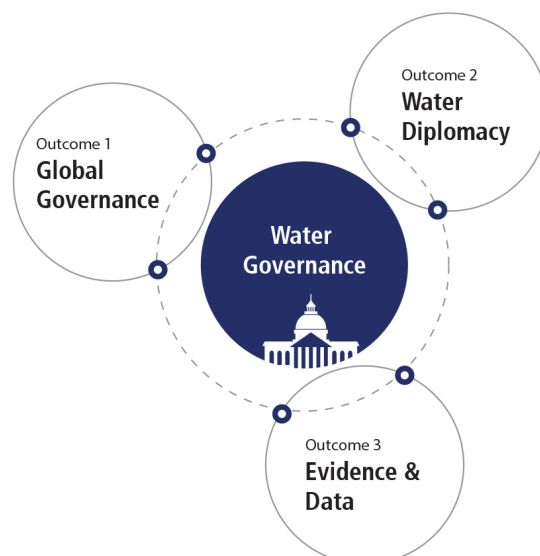 Outcome 1
Global
Governance
Outcome 2
Water
Diplomacy
Water
Governance
Outcome 3
Evidence &
Data